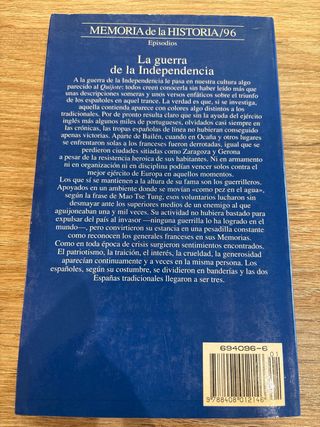 MEMORIA de la HISTORIA/96
Episodios
La guerra
de la Independencia
A la guerra de la Independencia le pasa en nuestra cultura algo
parecido al Quijote: todos creen conocerla sin haber leído más que
unas descripciones someras y unos versos enfáticos sobre el triunfo
de los españoles en aquel trance. La verdad es que, si se investiga,
aquella contienda aparece con colores algo distintos a los
tradicionales. Por de pronto resulta claro que sin la ayuda del ejército
inglés más algunos miles de portugueses, olvidados casi siempre en
las crónicas, las tropas españolas de línea no hubieran conseguido
apenas victorias. Aparte de Bailén, cuando en Ocaña y otros lugares
se enfrentaron solas a los franceses fueron derrotadas, igual que se
perdieron ciudades sitiadas como Zaragoza y Gerona
a pesar de la resistencia heroica de sus habitantes. Ni en armamento
ni en organización ni en disciplina podían vencer solos contra el
mejor ejército de Europa en aquellos momentos.
Los que sí se mantienen a la altura de su fama son los guerrilleros.
Apoyados en un ambiente donde se movían «como pez en el agua»,
según la frase de Mao Tse Tung, esos voluntarios lucharon sin
desmayar ante los superiores medios de un enemigo al que
aguijoneaban una y mil veces. Su actividad no hubiera bastado para
expulsar del país al invasor —ninguna guerrilla lo ha logrado en el
mundo—, pero convirtieron su estancia en una pesadilla constante
como reconocen los generales franceses en sus Memorias.
Como en toda época de crisis surgieron sentimientos encontrados.
El patriotismo, la traición, el interés, la crueldad, la generosidad
aparecían continuamente y a veces en la misma persona. Los
españoles, según su costumbre, se dividieron en banderías y las dos
Españas tradicionales llegaron a ser tres.
694096-6
01
9 788408 012146